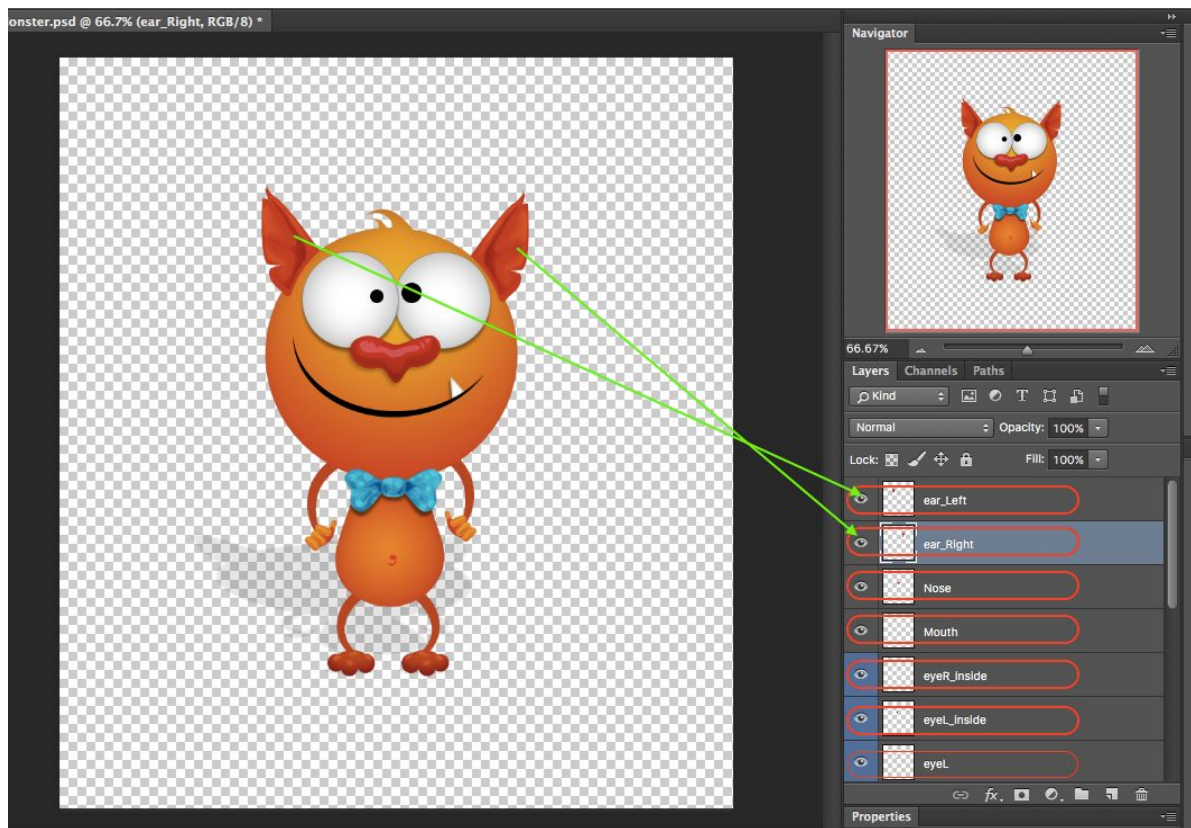 onster.psd @ 66.7% (ear_Right, RGB/8) *
Navigator
66.67%
Layers Channels Paths
Kind
T
Normal Opacity: 100%
Lock: Fill: 100%
ear_Left
ear_Right
Nose
Mouth
eyeR_inside
eyeL_inside
eyeL
fx.
Properties